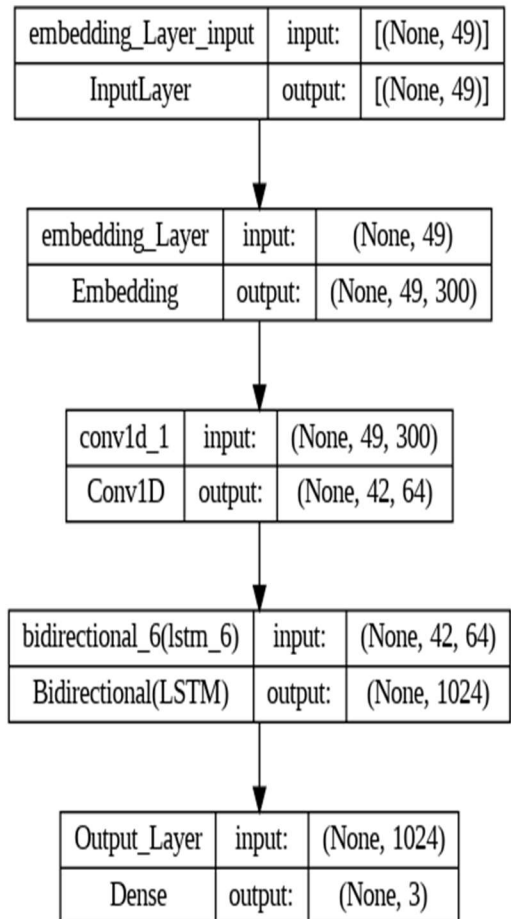 embedding_Layer_input input: [(None, 49)]
InputLayer output: [(None, 49)]
embedding_Layer input: (None, 49)
Embedding output: (None, 49, 300)
conv1d_1 input: (None, 49, 300)
Conv1D output: (None, 42, 64)
bidirectional_6(lstm_6) input: (None, 42, 64)
Bidirectional(LSTM) output: (None, 1024)
Output_Layer input: (None, 1024)
Dense output: (None, 3)